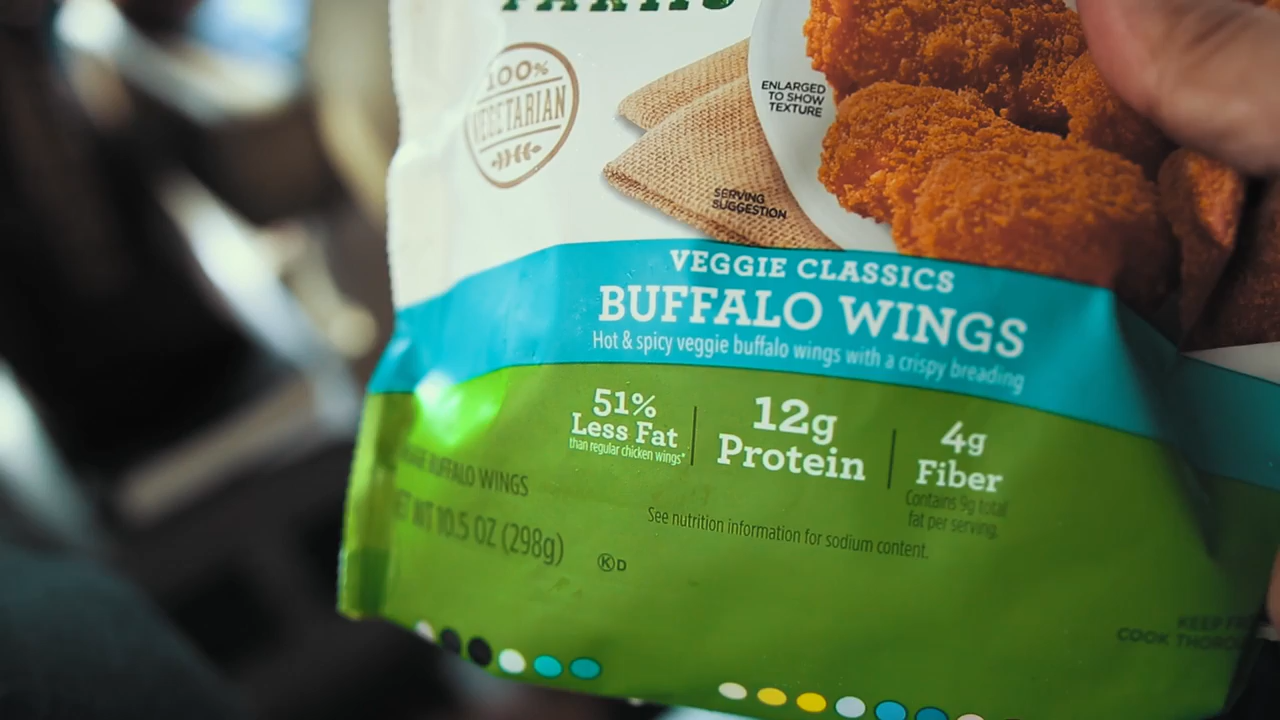 FARMS
100%
VEGETARIAN
ENLARGED
TO SHOW
TEXTURE
SERVING
SUGGESTION
VEGGIE CLASSICS
BUFFALO WINGS
Hot & spicy veggie buffalo wings with a crispy breading
51%
Less Fat
than regular chicken wings*
12g
Protein
4g
Fiber
Contains 9g total
fat per serving.
See nutrition information for sodium content.
BUFFALO WINGS
WT 10.5 OZ (298g)
K D
KEEP
COOK